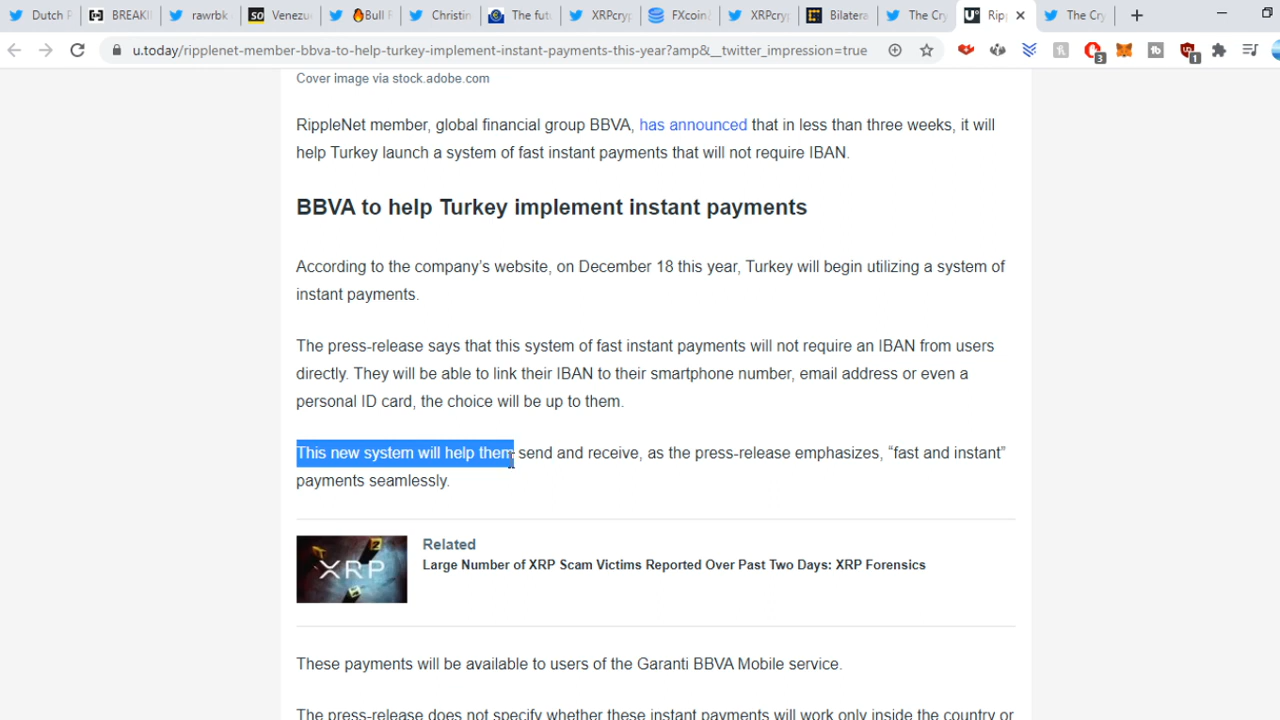 Dutch P
BREAKI
rawrbk
SO Venezu
🔥Bull F
Christin
The futu
XRPcryp
FXcoin
XRPcryp
Bilatera
The Cry
U Rip
The Cry
u.today/ripplenet-member-bbva-to-help-turkey-implement-instant-payments-this-year?amp&__twitter_impression=true
3
tb
1
Cover image via stock.adobe.com
RippleNet member, global financial group BBVA, has announced that in less than three weeks, it will
help Turkey launch a system of fast instant payments that will not require IBAN.
BBVA to help Turkey implement instant payments
According to the company’s website, on December 18 this year, Turkey will begin utilizing a system of
instant payments.
The press-release says that this system of fast instant payments will not require an IBAN from users
directly. They will be able to link their IBAN to their smartphone number, email address or even a
personal ID card, the choice will be up to them.
This new system will help them send and receive, as the press-release emphasizes, “fast and instant”
payments seamlessly.
XRP
Related
Large Number of XRP Scam Victims Reported Over Past Two Days: XRP Forensics
These payments will be available to users of the Garanti BBVA Mobile service.
The press-release does not specify whether these instant payments will work only inside the country or